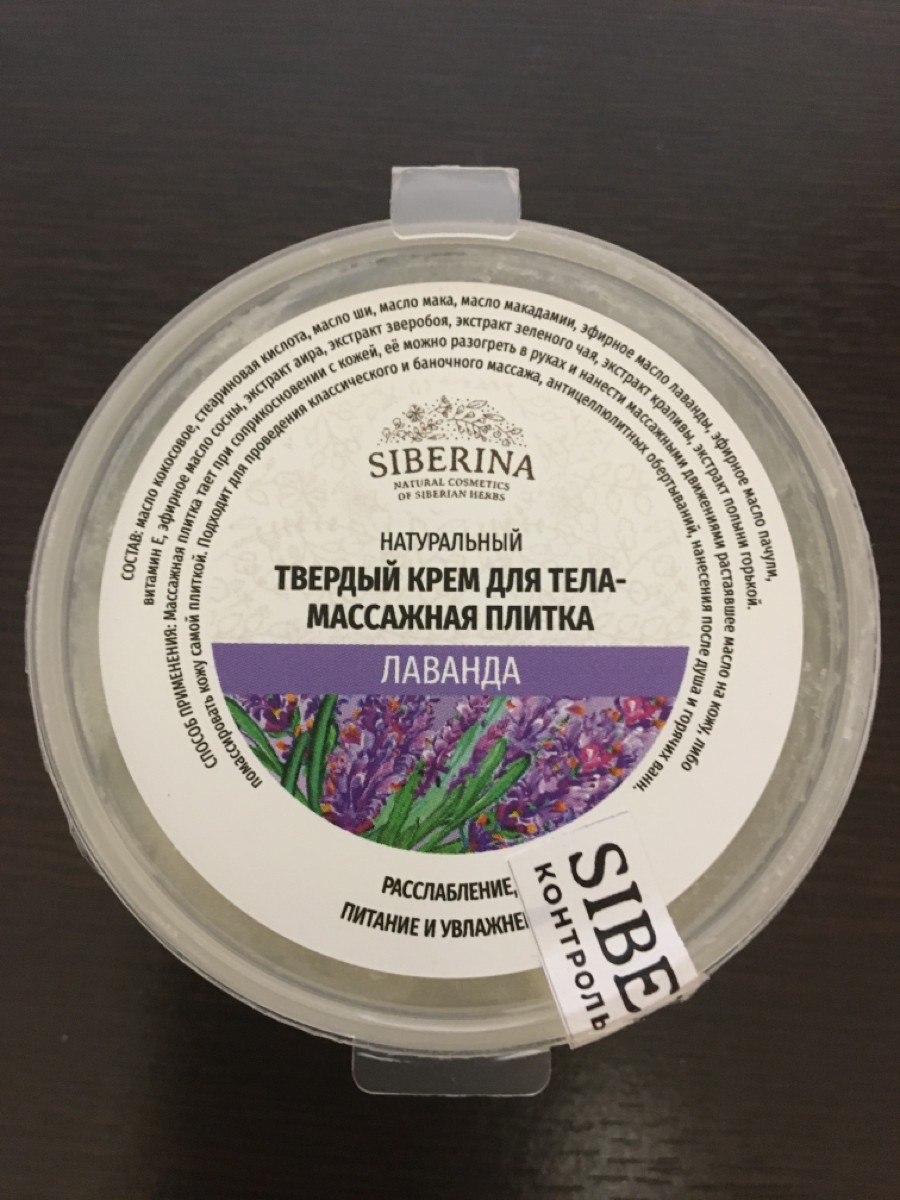 СОСТАВ: масло кокосовое, стеариновая кислота, масло ши, масло мака, масло макадамии, эфирное масло лаванды, эфирное масло пачули,
витамин Е, эфирное масло сосны, экстракт аира, экстракт зверобоя, экстракт зеленого чая, экстракт крапивы, экстракт полыни горькой.
СПОСОБ ПРИМЕНЕНИЯ: Массажная плитка тает при соприкосновении с кожей, её можно разогреть в руках и нанести массажными движениями растаявшее масло на кожу, либо
помассировать кожу самой плиткой. Подходит для проведения классического и баночного массажа, антицеллюлитных обертываний, нанесения после душа и горячих ванн.
SIBERINA
NATURAL COSMETICS
OF SIBERIAN HERBS
НАТУРАЛЬНЫЙ
ТВЕРДЫЙ КРЕМ ДЛЯ ТЕЛА-
МАССАЖНАЯ ПЛИТКА
ЛАВАНДА
РАССЛАБЛЕНИЕ,
ПИТАНИЕ И УВЛАЖНЕ
SIBE
КОНТРОЛЬ